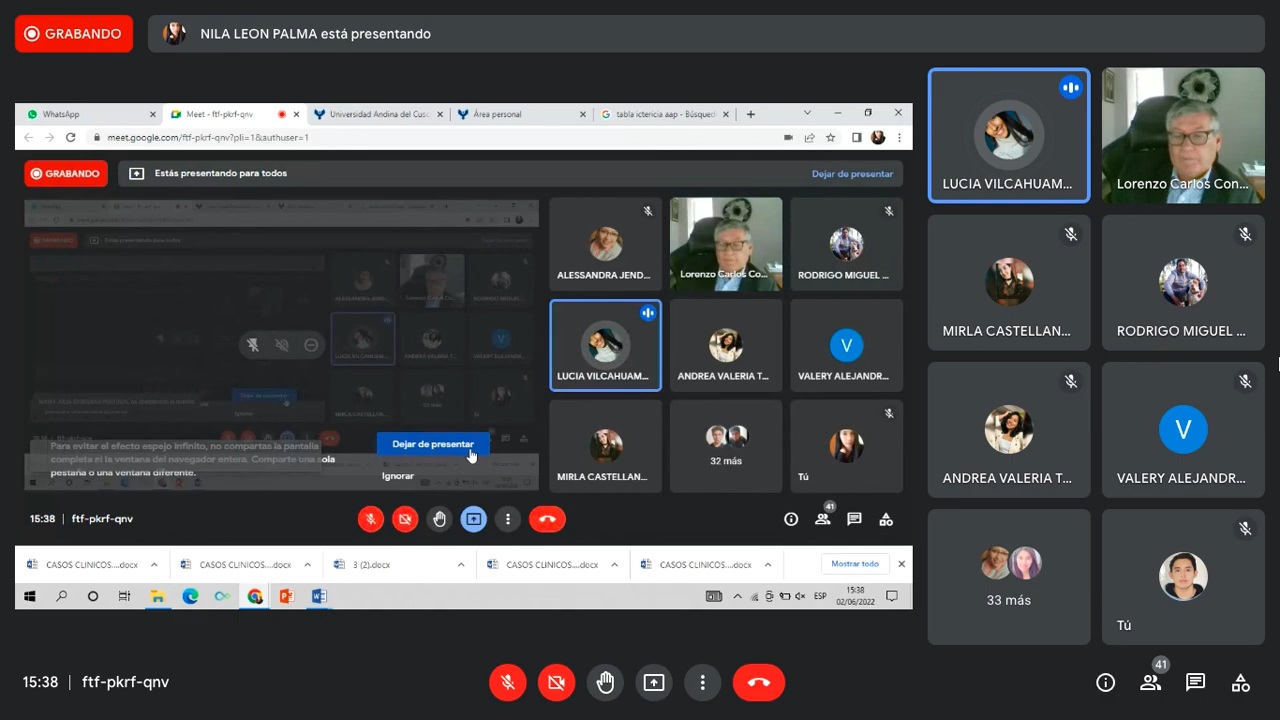 GRABANDO
NILA LEON PALMA está presentando
WhatsApp
Meet - ftf-pkrf-qnv
Universidad Andina del Cusc
Área personal
tabla ictericia aap - Búsqued
meet.google.com/ftf-pkrf-qnv?pli=1&authuser=1
GRABANDO
Estás presentando para todos
Dejar de presentar
ALESSANDRA JEND...
Lorenzo Carlos Co...
RODRIGO MIGUEL ...
LUCIA VILCAHUAM...
ANDREA VALERIA T...
V
VALERY ALEJANDR...
MIRLA CASTELLAN...
32 más
Tú
Para evitar el efecto espejo infinito, no compartas la pantalla
completa ni la ventana del navegador entera. Comparte una sola
pestaña o una ventana diferente.
Dejar de presentar
Ignorar
15:38 | ftf-pkrf-qnv
41
CASOS CLINICOS....docx
CASOS CLINICOS....docx
3 (2).docx
CASOS CLINICOS....docx
CASOS CLINICOS....docx
Mostrar todo
ESP
15:38
02/06/2022
LUCIA VILCAHUAM...
Lorenzo Carlos Con...
MIRLA CASTELLAN...
RODRIGO MIGUEL ...
ANDREA VALERIA T...
V
VALERY ALEJANDR...
33 más
Tú
15:38 | ftf-pkrf-qnv
41